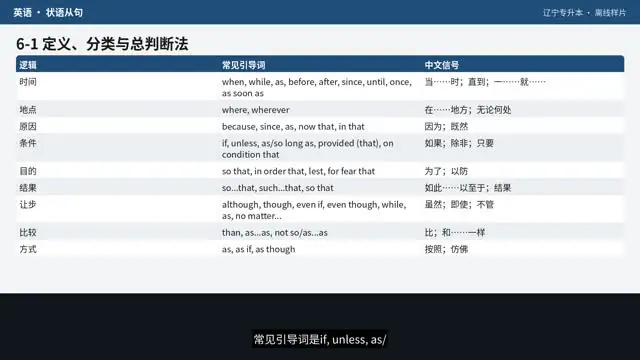 英语 · 状语从句
辽宁专升本 · 离线样片
6-1 定义、分类与总判断法
逻辑 常见引导词 中文信号
时间 when, while, as, before, after, since, until, once, as soon as 当……时；直到；一……就……
地点 where, wherever 在……地方；无论何处
原因 because, since, as, now that, in that 因为；既然
条件 if, unless, as/so long as, provided (that), on condition that 如果；除非；只要
目的 so that, in order that, lest, for fear that 为了；以防
结果 so...that, such...that, so that 如此……以至于；结果
让步 although, though, even if, even though, while, as, no matter... 虽然；即使；不管
比较 than, as...as, not so/as...as 比；和……一样
方式 as, as if, as though 按照；仿佛
常见引导词是if, unless, as/